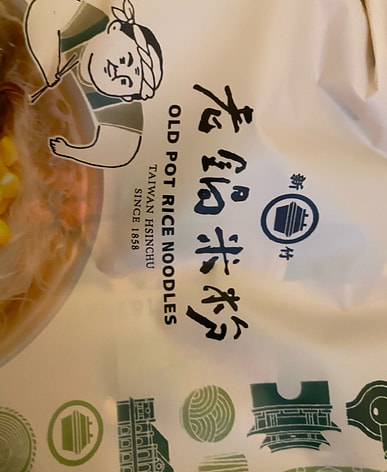 新竹
老鍋米粉
OLD POT RICE NOODLES
TAIWAN HSINCHU
SINCE 1858